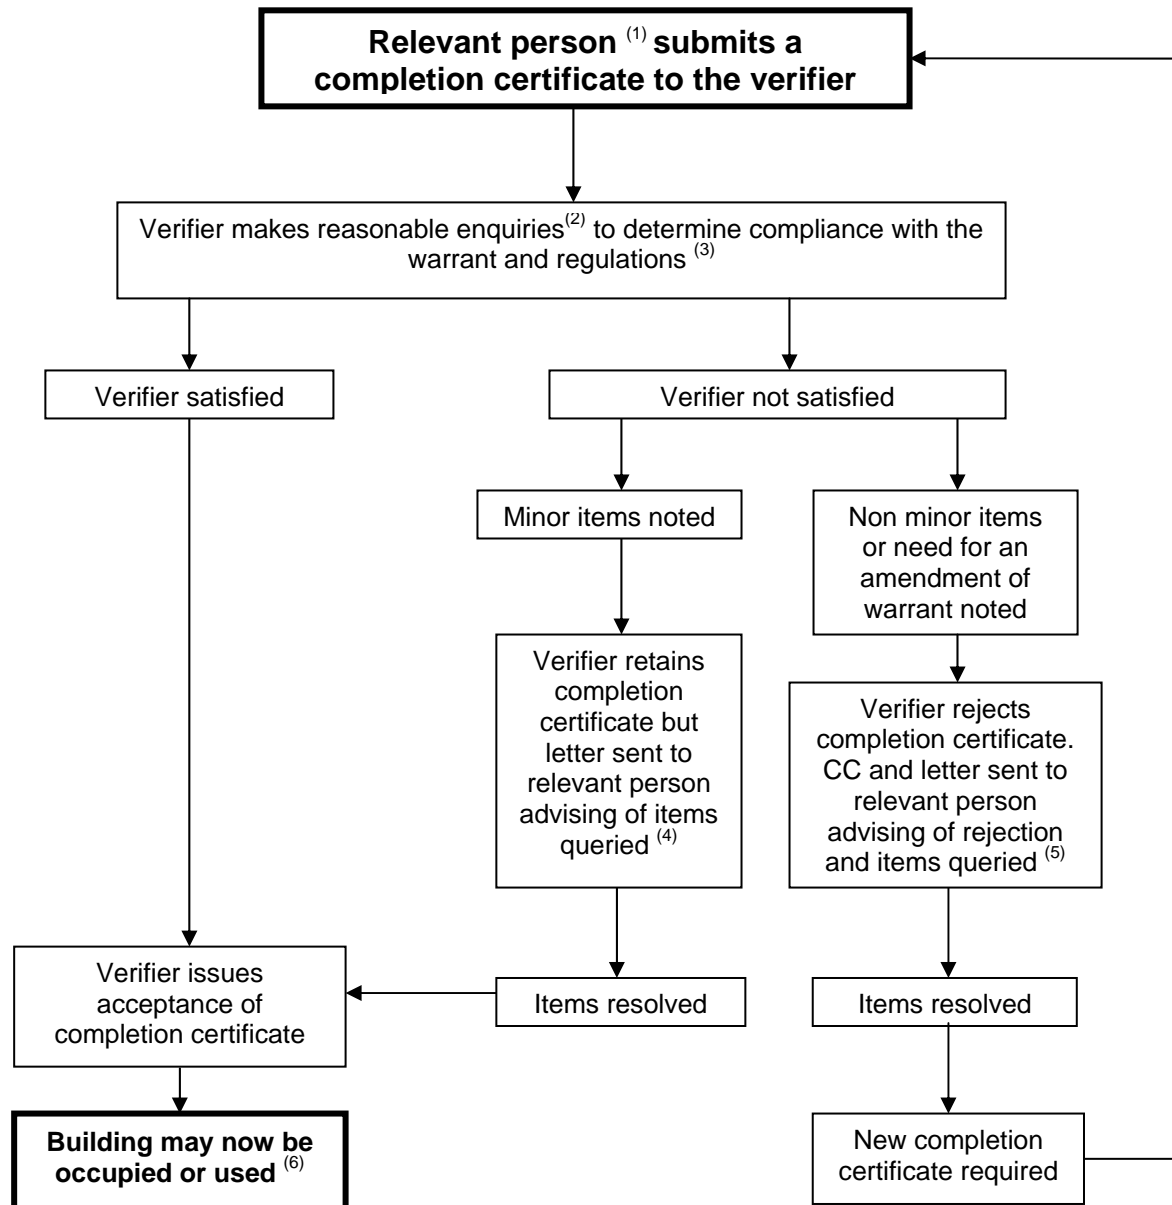 Relevant person (1) submits a
completion certificate to the verifier
Verifier makes reasonable enquiries(2) to determine compliance with the
warrant and regulations (3)
Verifier satisfied
Verifier not satisfied
Minor items noted
Non minor items
or need for an
amendment of
warrant noted
Verifier retains
completion
certificate but
letter sent to
relevant person
advising of items
queried (4)
Verifier rejects
completion certificate.
CC and letter sent to
relevant person
advising of rejection
and items queried (5)
Verifier issues
acceptance of
completion certificate
Items resolved
Items resolved
Building may now be
occupied or used (6)
New completion
certificate required